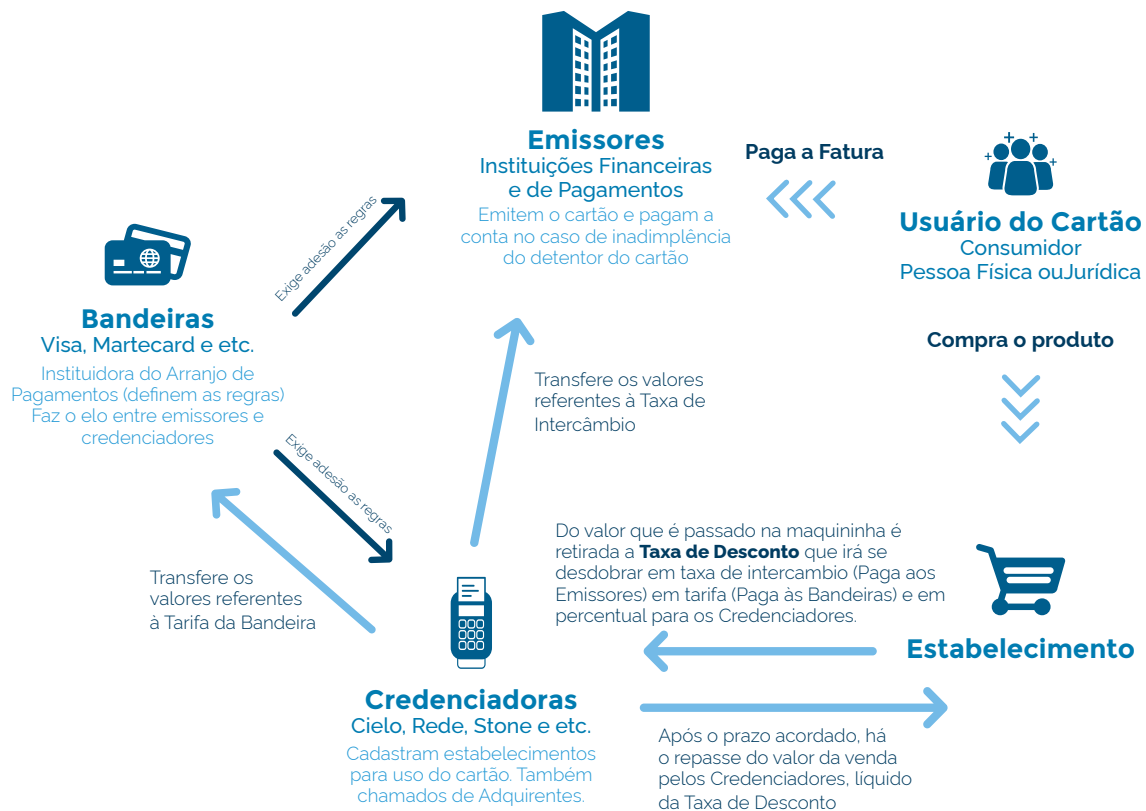 Emissores
Instituições Financeiras
e de Pagamentos
Emitem o cartão e pagam a
conta no caso de inadimplência
do detentor do cartão
Paga a Fatura
Usuário do Cartão
Consumidor
Pessoa Física ouJurídica
Exige adesão as regras
Bandeiras
Visa, Martecard e etc.
Instituidora do Arranjo de
Pagamentos (definem as regras)
Faz o elo entre emissores e
credenciadores
Compra o produto
Transfere os valores
referentes à Taxa de
Intercâmbio
Exige adesão as regras
Transfere os
valores referentes
à Tarifa da Bandeira
Do valor que é passado na maquininha é
retirada a Taxa de Desconto que irá se
desdobrar em taxa de intercambio (Paga aos
Emissores) em tarifa (Paga às Bandeiras) e em
percentual para os Credenciadores.
Estabelecimento
Credenciadoras
Cielo, Rede, Stone e etc.
Cadastram estabelecimentos
para uso do cartão. Também
chamados de Adquirentes.
Após o prazo acordado, há
o repasse do valor da venda
pelos Credenciadores, líquido
da Taxa de Desconto